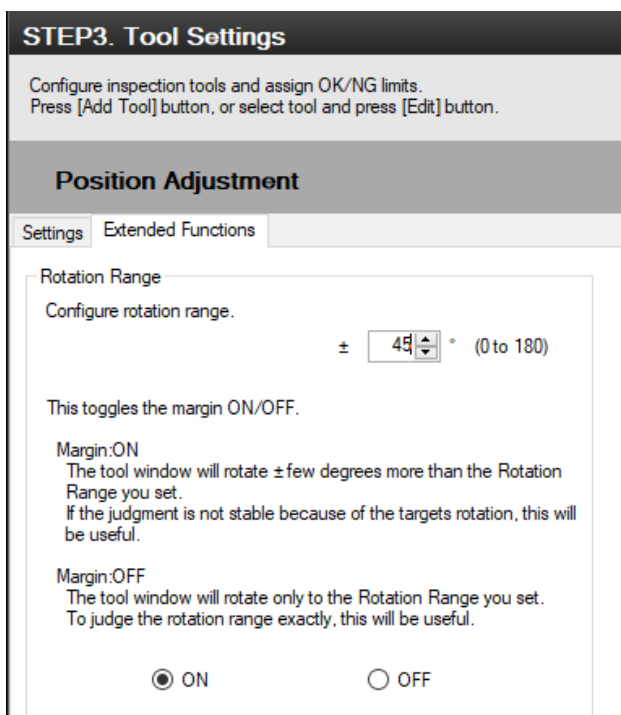 STEP3. Tool Settings
Configure inspection tools and assign OK/NG limits.
Press [Add Tool] button, or select tool and press [Edit] button.
Position Adjustment
Settings Extended Functions
Rotation Range
Configure rotation range.
± 45 ° (0 to 180)
This toggles the margin ON/OFF.
Margin:ON
The tool window will rotate ± few degrees more than the Rotation
Range you set.
If the judgment is not stable because of the targets rotation, this will
be useful.
Margin:OFF
The tool window will rotate only to the Rotation Range you set.
To judge the rotation range exactly, this will be useful.
ON OFF